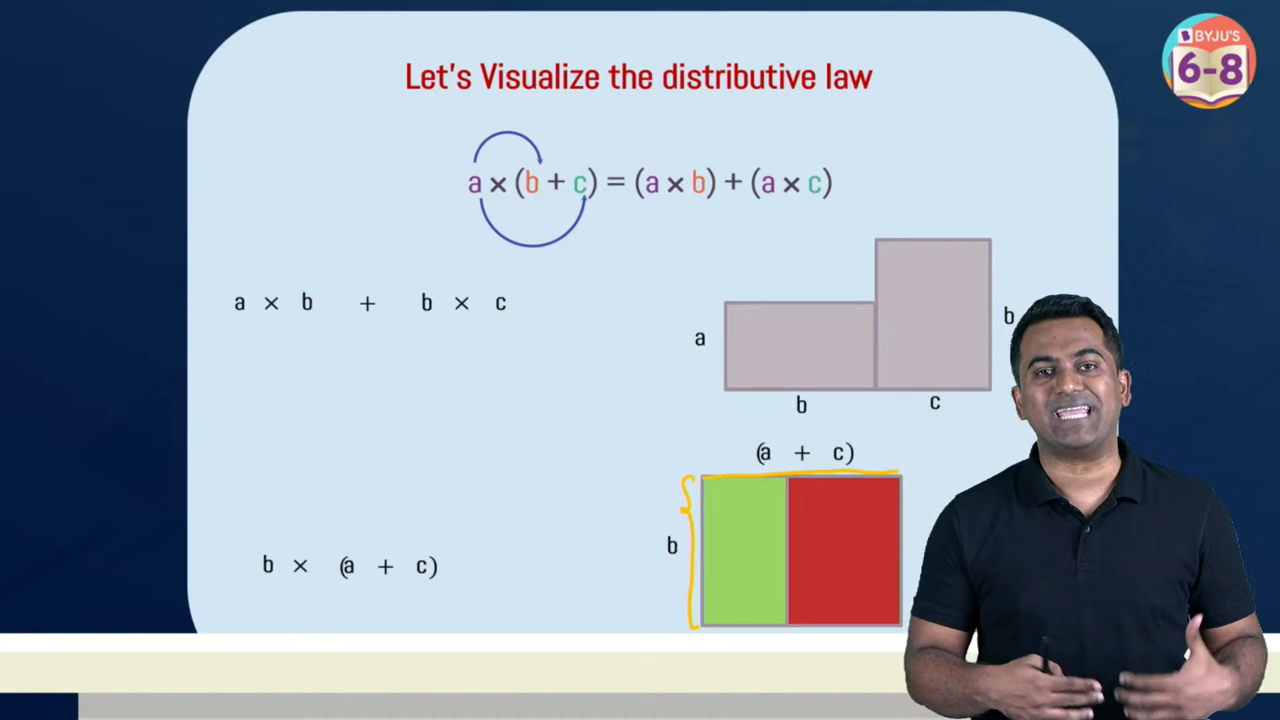 BYJU'S
6-8
Let's Visualize the distributive law
a × (b + c) = (a × b) + (a × c)
a × b + b × c
a
b
b
c
(a + c)
b
b × (a + c)